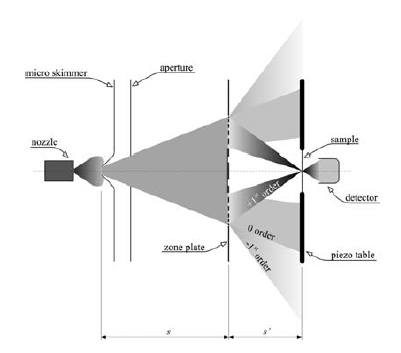 micro skimmer
aperture
nozzle
sample
detector
+1ˢᵗ order
0 order
-1ˢᵗ order
zone plate
piezo table
s
s'